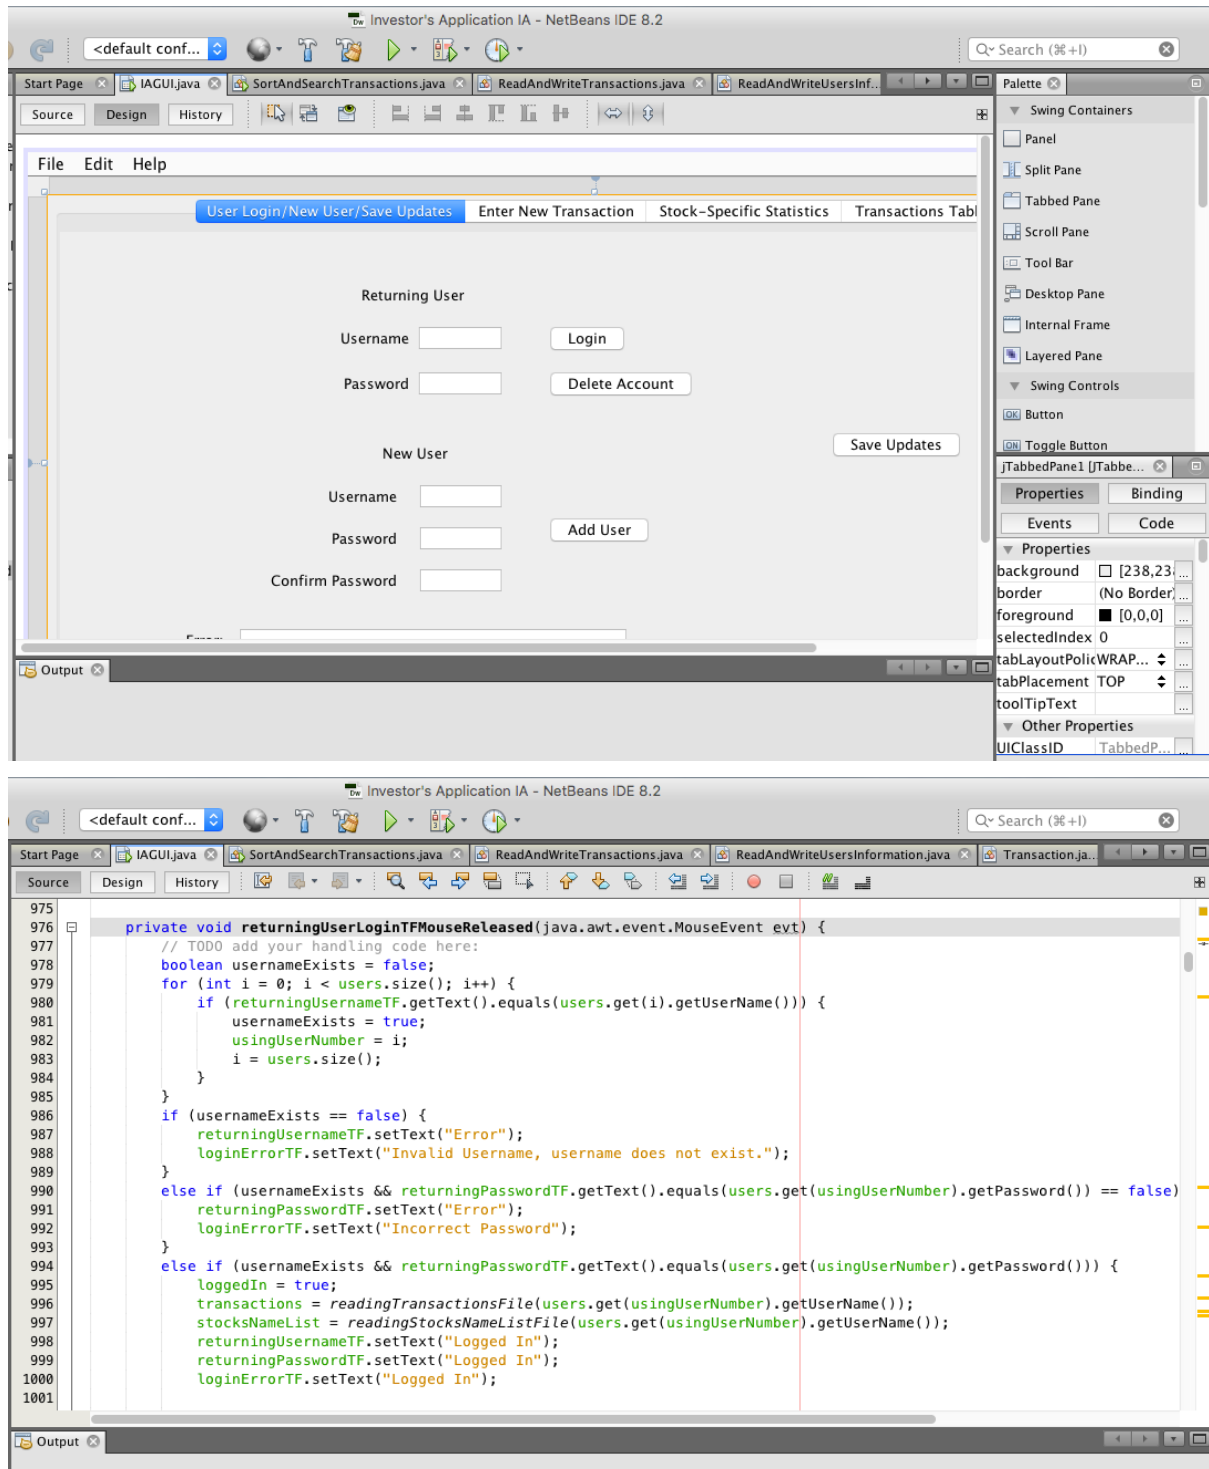 Investor's Application IA - NetBeans IDE 8.2
<default conf... Search (⌘+I)
Start Page IAGUI.java SortAndSearchTransactions.java ReadAndWriteTransactions.java ReadAndWriteUsersInf... Palette
Source Design History
Swing Containers
Panel
Split Pane
Tabbed Pane
Scroll Pane
Tool Bar
Desktop Pane
Internal Frame
Layered Pane
Swing Controls
OK Button
ON Toggle Button
File Edit Help
User Login/New User/Save Updates Enter New Transaction Stock-Specific Statistics Transactions Tabl
Returning User
Username Login
Password Delete Account
Save Updates
New User
Username
Password Add User
Confirm Password
jTabbedPane1 [JTabbe...
Properties Binding
Events Code
Properties
background [238,23 ...
border (No Border) ...
foreground [0,0,0] ...
selectedIndex 0 ...
tabLayoutPolic WRAP... ...
tabPlacement TOP ...
toolTipText ...
Other Properties
UIClassID TabbedP... ...
Output
Investor's Application IA - NetBeans IDE 8.2
<default conf... Search (⌘+I)
Start Page IAGUI.java SortAndSearchTransactions.java ReadAndWriteTransactions.java ReadAndWriteUsersInformation.java Transaction.ja...
Source Design History
975
976 private void returningUserLoginTFMouseReleased(java.awt.event.MouseEvent evt) {
977 // TODO add your handling code here:
978 boolean usernameExists = false;
979 for (int i = 0; i < users.size(); i++) {
980 if (returningUsernameTF.getText().equals(users.get(i).getUserName())) {
981 usernameExists = true;
982 usingUserNumber = i;
983 i = users.size();
984 }
985 }
986 if (usernameExists == false) {
987 returningUsernameTF.setText("Error");
988 loginErrorTF.setText("Invalid Username, username does not exist.");
989 }
990 else if (usernameExists && returningPasswordTF.getText().equals(users.get(usingUserNumber).getPassword()) == false)
991 returningPasswordTF.setText("Error");
992 loginErrorTF.setText("Incorrect Password");
993 }
994 else if (usernameExists && returningPasswordTF.getText().equals(users.get(usingUserNumber).getPassword())) {
995 loggedIn = true;
996 transactions = readingTransactionsFile(users.get(usingUserNumber).getUserName());
997 stocksNameList = readingStocksNameListFile(users.get(usingUserNumber).getUserName());
998 returningUsernameTF.setText("Logged In");
999 returningPasswordTF.setText("Logged In");
1000 loginErrorTF.setText("Logged In");
1001
Output